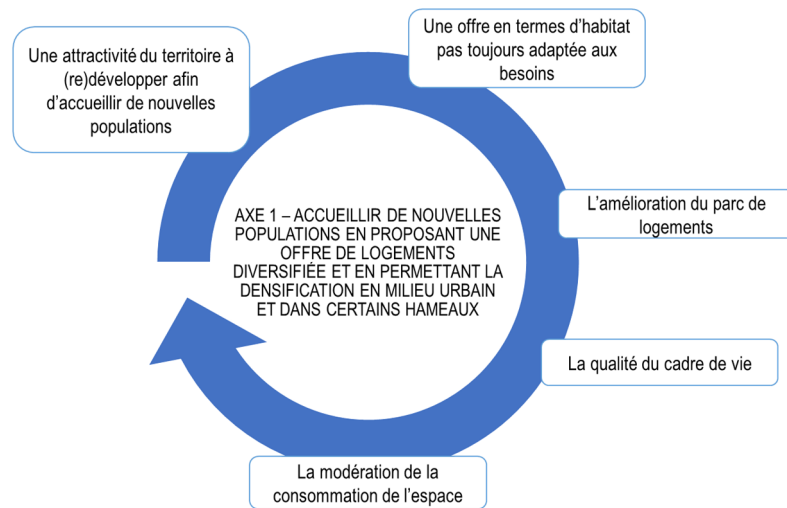 Une attractivité du territoire à
(re)développer afin
d’accueillir de nouvelles
populations
Une offre en termes d’habitat
pas toujours adaptée aux
besoins
L’amélioration du parc de
logements
La qualité du cadre de vie
La modération de la
consommation de l’espace
AXE 1 – ACCUEILLIR DE NOUVELLES
POPULATIONS EN PROPOSANT UNE
OFFRE DE LOGEMENTS
DIVERSIFIÉE ET EN PERMETTANT LA
DENSIFICATION EN MILIEU URBAIN
ET DANS CERTAINS HAMEAUX